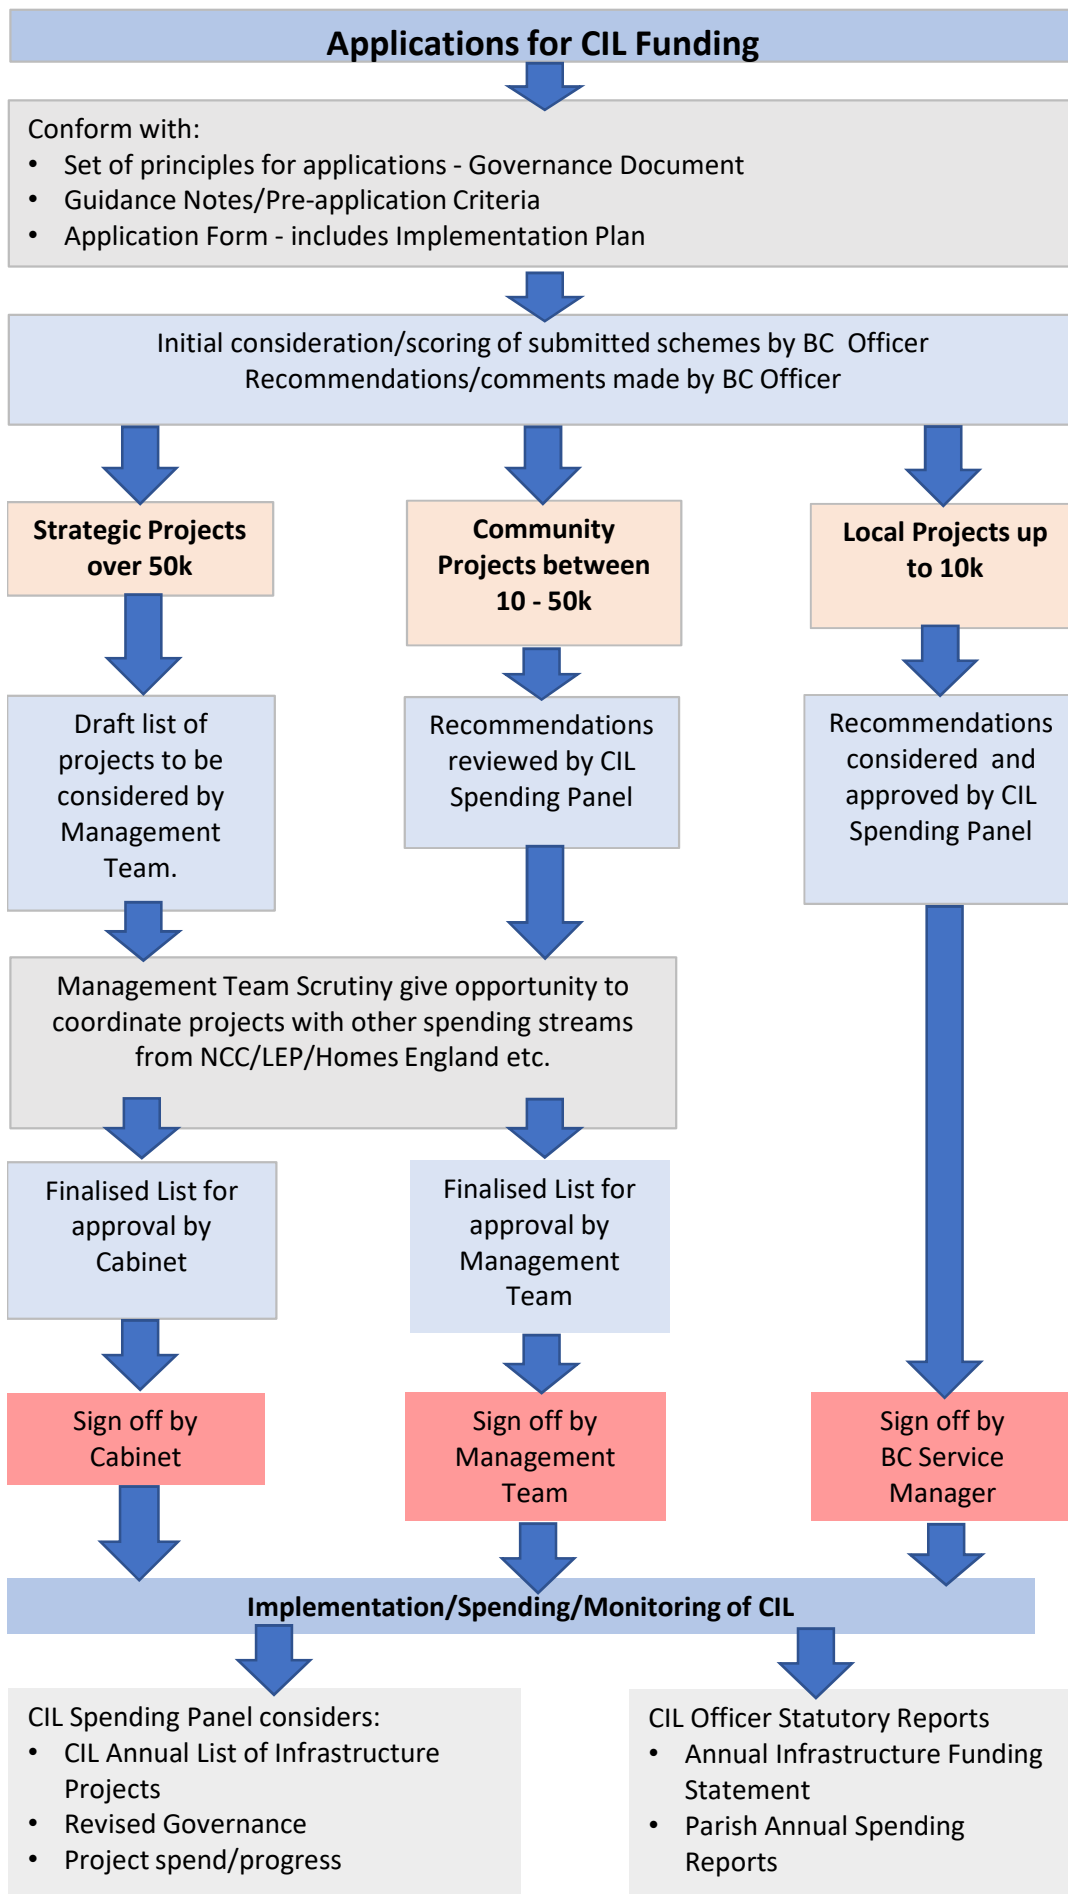 Applications for CIL Funding
Conform with:
• Set of principles for applications - Governance Document
• Guidance Notes/Pre-application Criteria
• Application Form - includes Implementation Plan
Initial consideration/scoring of submitted schemes by BC Officer
Recommendations/comments made by BC Officer
Strategic Projects
over 50k
Community
Projects between
10 - 50k
Local Projects up
to 10k
Draft list of
projects to be
considered by
Management
Team.
Recommendations
reviewed by CIL
Spending Panel
Recommendations
considered and
approved by CIL
Spending Panel
Management Team Scrutiny give opportunity to
coordinate projects with other spending streams
from NCC/LEP/Homes England etc.
Finalised List for
approval by
Cabinet
Finalised List for
approval by
Management
Team
Sign off by
Cabinet
Sign off by
Management
Team
Sign off by
BC Service
Manager
Implementation/Spending/Monitoring of CIL
CIL Spending Panel considers:
• CIL Annual List of Infrastructure
Projects
• Revised Governance
• Project spend/progress
CIL Officer Statutory Reports
• Annual Infrastructure Funding
Statement
• Parish Annual Spending
Reports